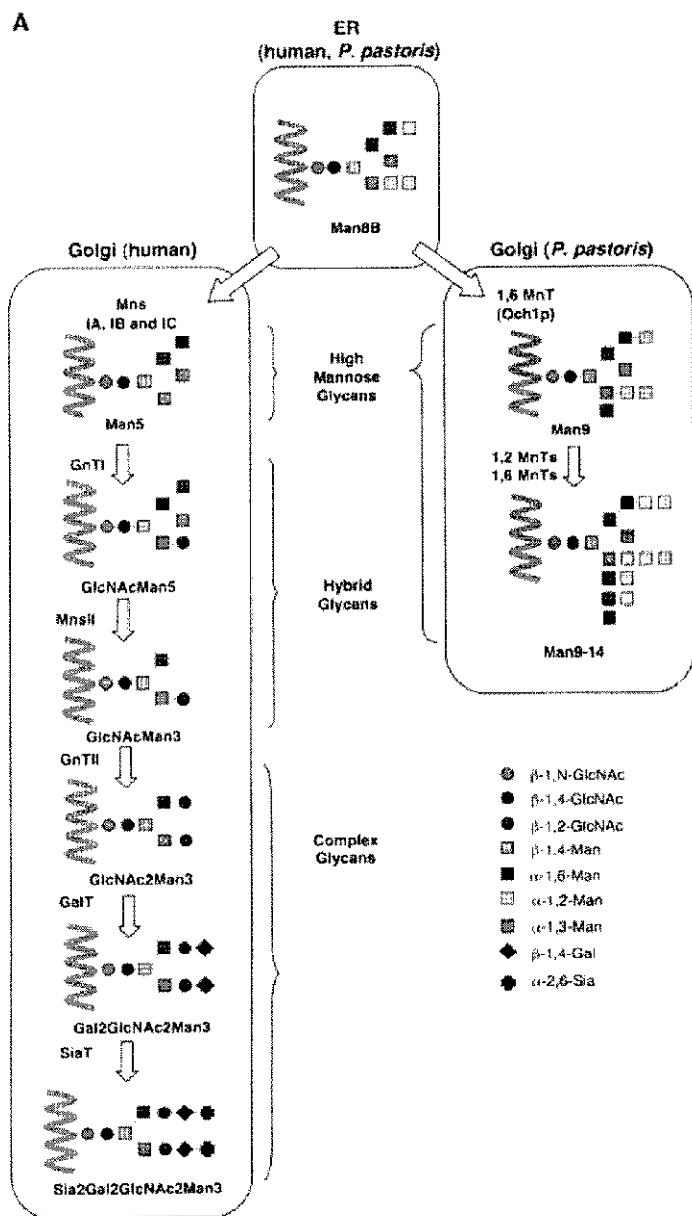 A
ER
(human, P. pastoris)
Man8B
Golgi (human)
Mns
(A, IB and IC
Man5
GnTI
GlcNAcMan5
MnsII
GlcNAcMan3
GnTII
GlcNAc2Man3
GalT
Gal2GlcNAc2Man3
SiaT
Sia2Gal2GlcNAc2Man3
High
Mannose
Glycans
Hybrid
Glycans
Complex
Glycans
Golgi (P. pastoris)
1,6 MnT
(Och1p)
Man9
1,2 MnTs
1,6 MnTs
Man9-14
β-1,N-GlcNAc
β-1,4-GlcNAc
β-1,2-GlcNAc
β-1,4-Man
α-1,6-Man
α-1,2-Man
α-1,3-Man
β-1,4-Gal
α-2,6-Sia